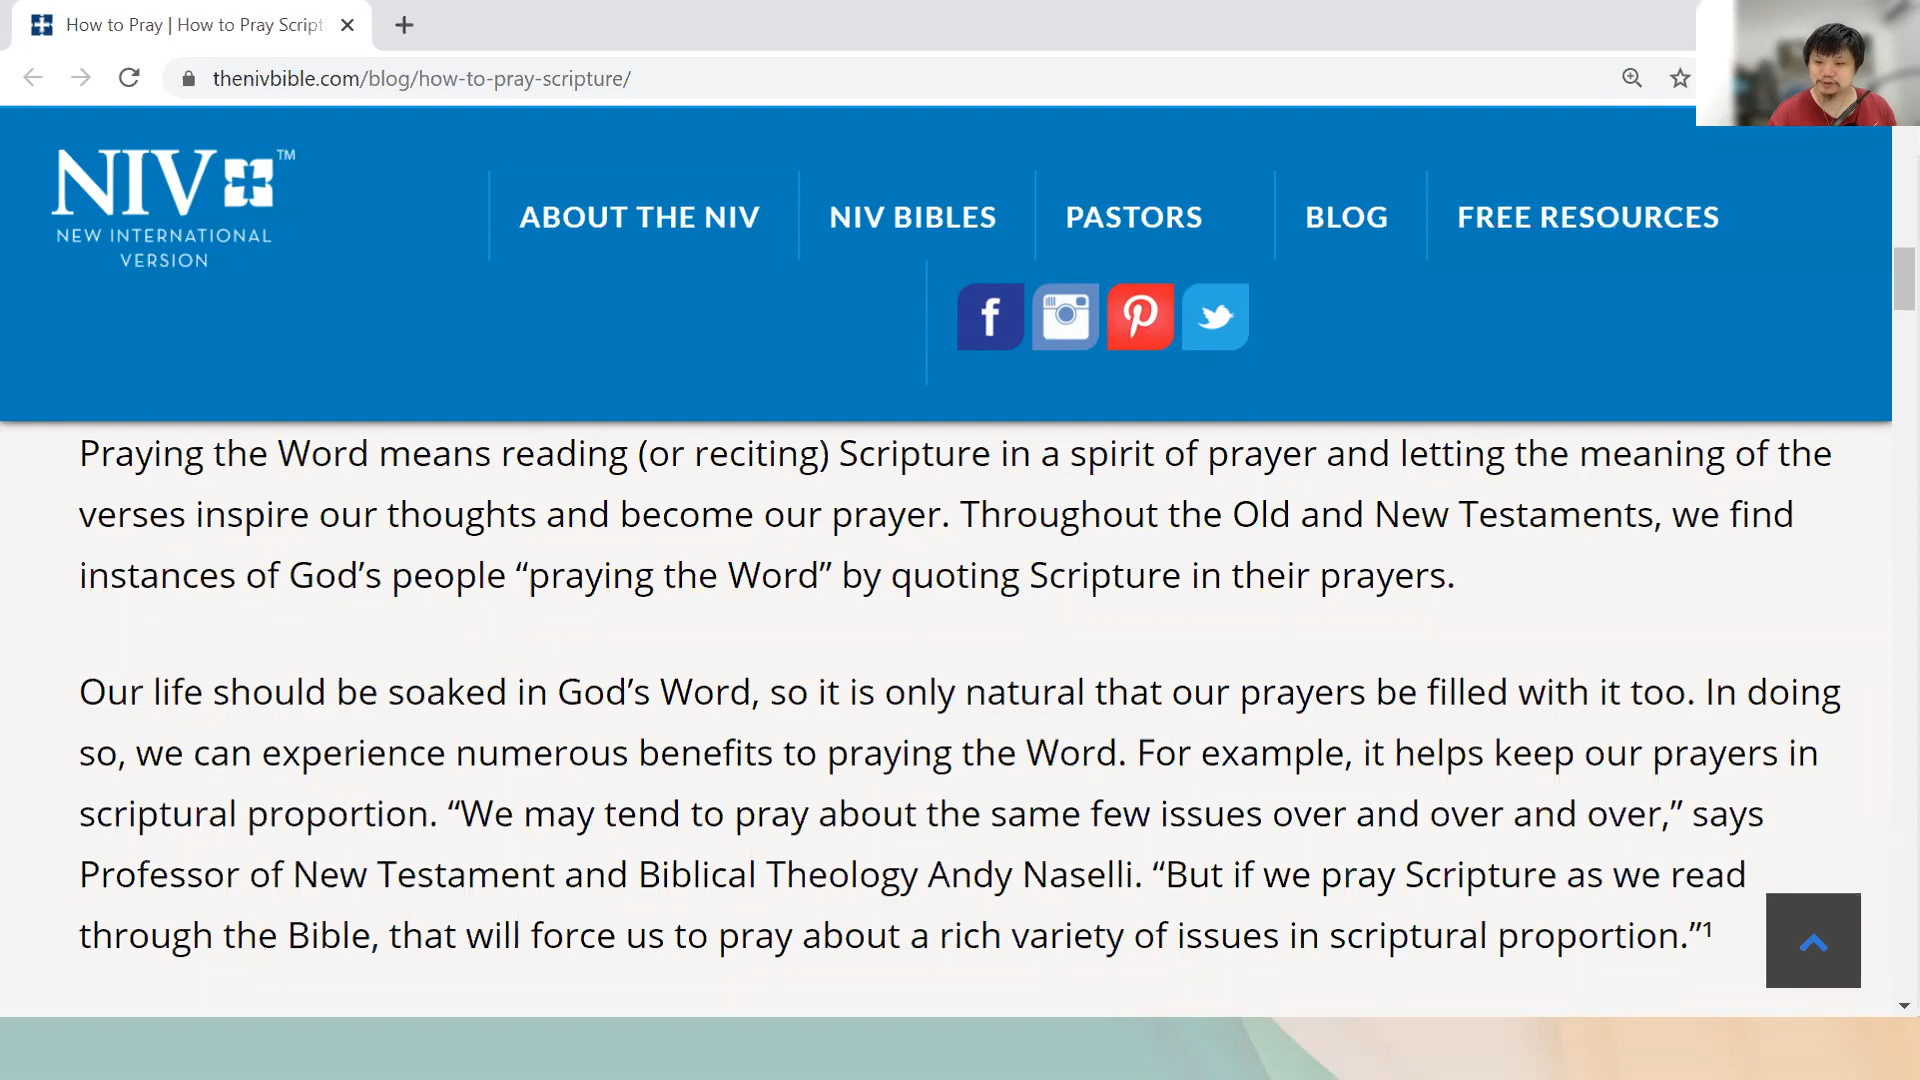 How to Pray | How to Pray Script
thenivbible.com/blog/how-to-pray-scripture/
NIV™
NEW INTERNATIONAL
VERSION
ABOUT THE NIV
NIV BIBLES
PASTORS
BLOG
FREE RESOURCES
Praying the Word means reading (or reciting) Scripture in a spirit of prayer and letting the meaning of the
verses inspire our thoughts and become our prayer. Throughout the Old and New Testaments, we find
instances of God’s people “praying the Word” by quoting Scripture in their prayers.
Our life should be soaked in God’s Word, so it is only natural that our prayers be filled with it too. In doing
so, we can experience numerous benefits to praying the Word. For example, it helps keep our prayers in
scriptural proportion. “We may tend to pray about the same few issues over and over and over,” says
Professor of New Testament and Biblical Theology Andy Naselli. “But if we pray Scripture as we read
through the Bible, that will force us to pray about a rich variety of issues in scriptural proportion.”¹